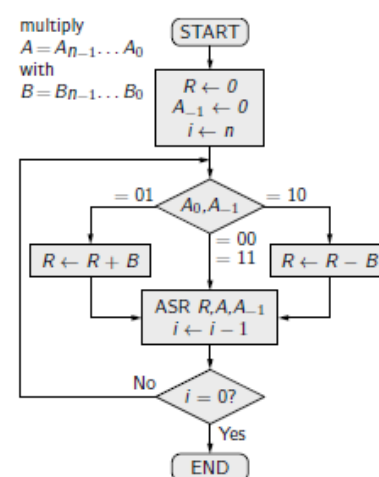 multiply
A = Aₙ₋₁…A₀
with
B = Bₙ₋₁…B₀
START
R ← 0
A₋₁ ← 0
i ← n
A₀, A₋₁
= 01
= 10
= 00
= 11
R ← R + B
R ← R − B
ASR R,A,A₋₁
i ← i − 1
No
i = 0?
Yes
END